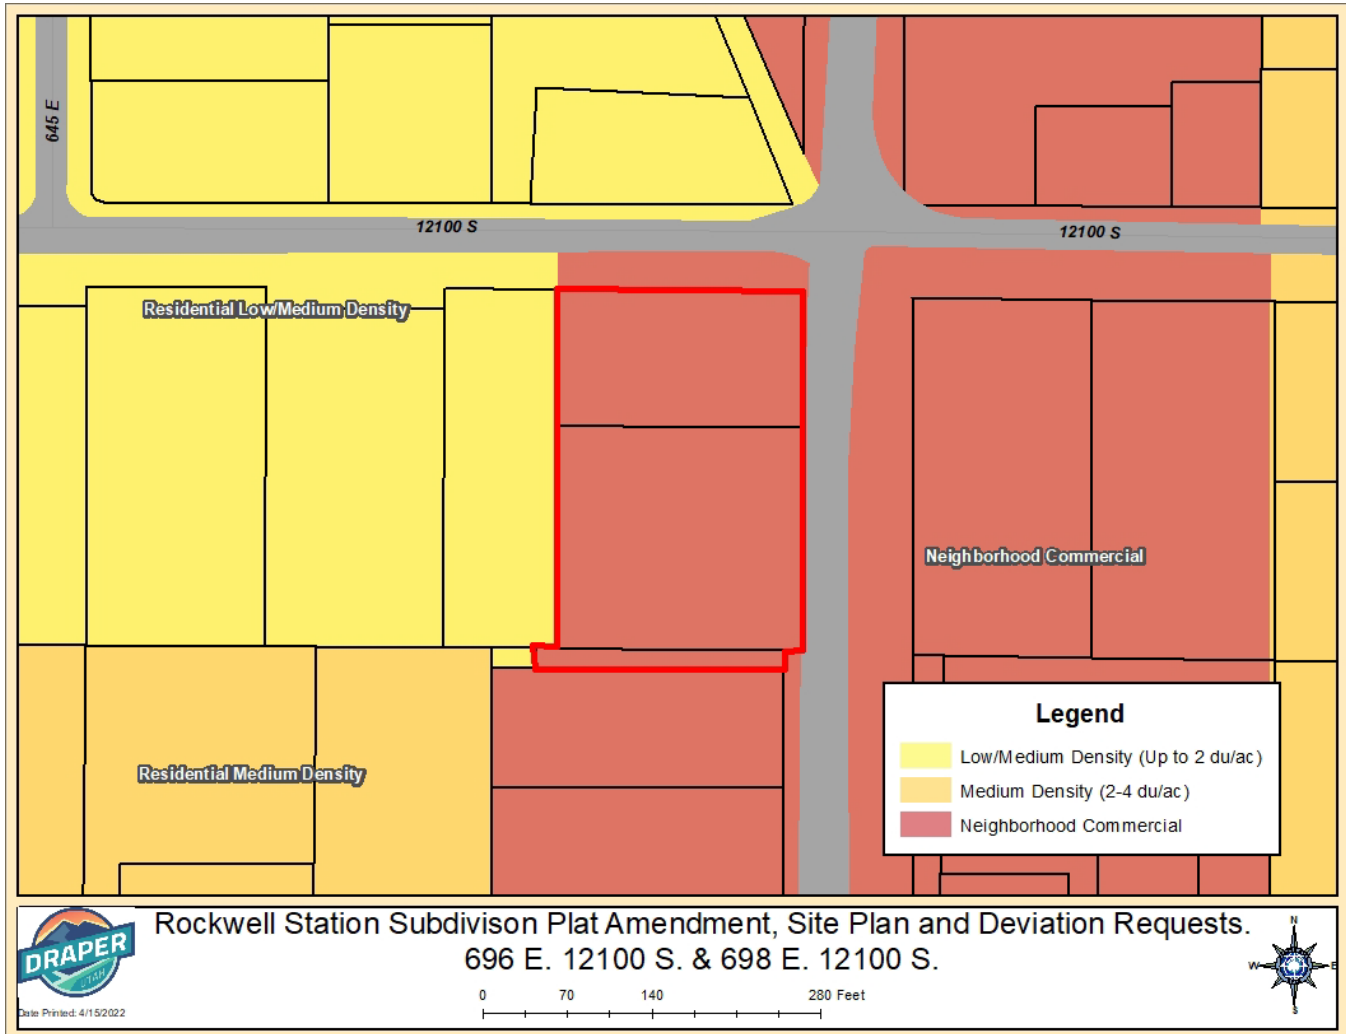 645 E
12100 S
12100 S
Residential Low/Medium Density
Neighborhood Commercial
Residential Medium Density
Legend
Low/Medium Density (Up to 2 du/ac)
Medium Density (2-4 du/ac)
Neighborhood Commercial
DRAPER
UTAH
Date Printed: 4/15/2022
Rockwell Station Subdivison Plat Amendment, Site Plan and Deviation Requests.
696 E. 12100 S. & 698 E. 12100 S.
0 70 140 280 Feet
N
W E
S